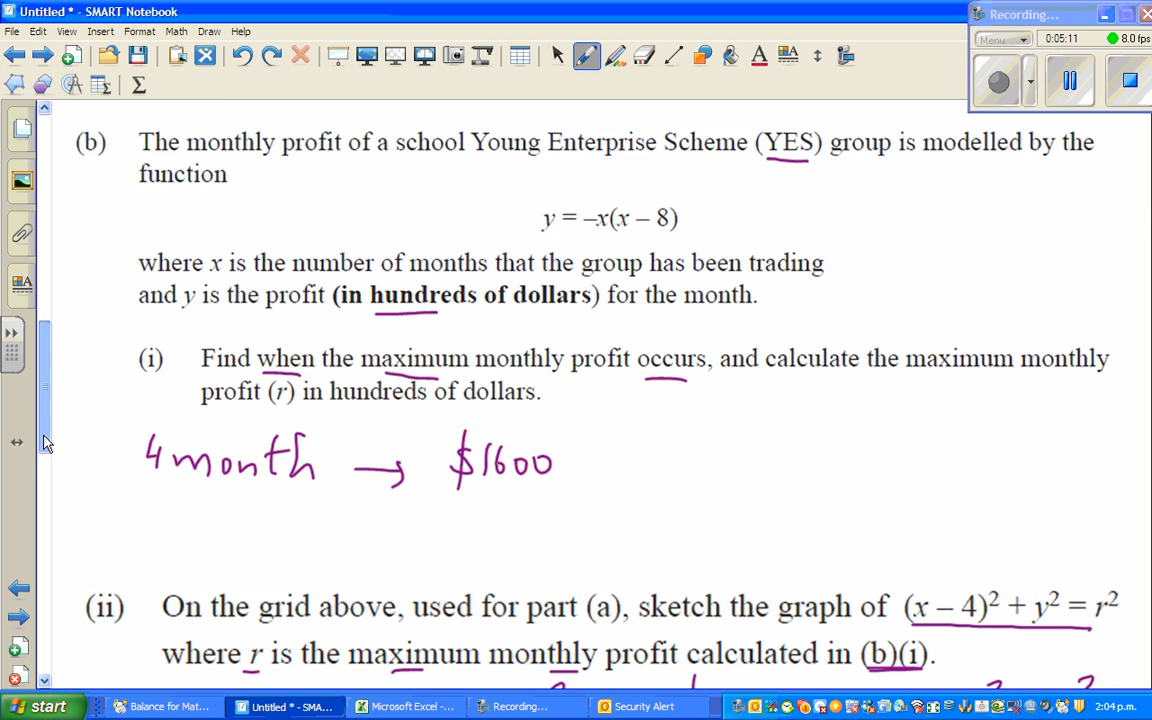 Untitled * - SMART Notebook
Recording...
File Edit View Insert Format Math Draw Help
Menu 0:05:11 8.0 fps
(b) The monthly profit of a school Young Enterprise Scheme (YES) group is modelled by the
function
y = –x(x – 8)
where x is the number of months that the group has been trading
and y is the profit (in hundreds of dollars) for the month.
(i) Find when the maximum monthly profit occurs, and calculate the maximum monthly
profit (r) in hundreds of dollars.
4 month → $1600
(ii) On the grid above, used for part (a), sketch the graph of (x – 4)² + y² = r²
where r is the maximum monthly profit calculated in (b)(i).
start Balance for Mat... Untitled * - SMA... Microsoft Excel -... Recording... Security Alert 2:04 p.m.